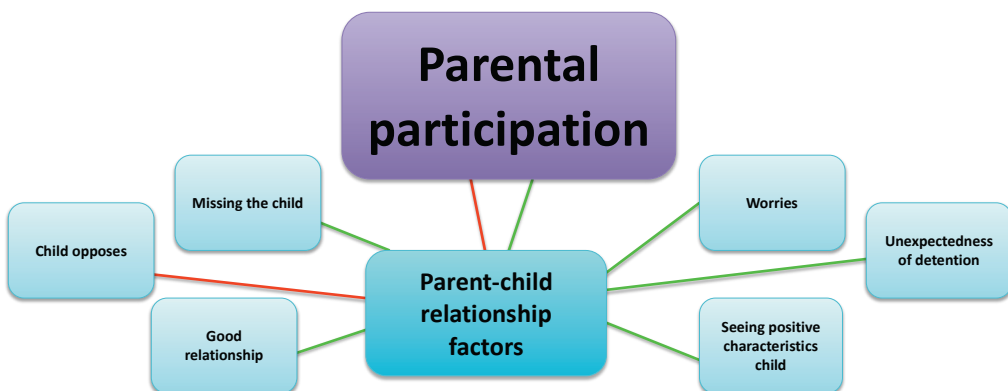 Parental
participation
Missing the child
Worries
Child opposes
Unexpectedness
of detention
Parent-child
relationship
factors
Good
relationship
Seeing positive
characteristics
child